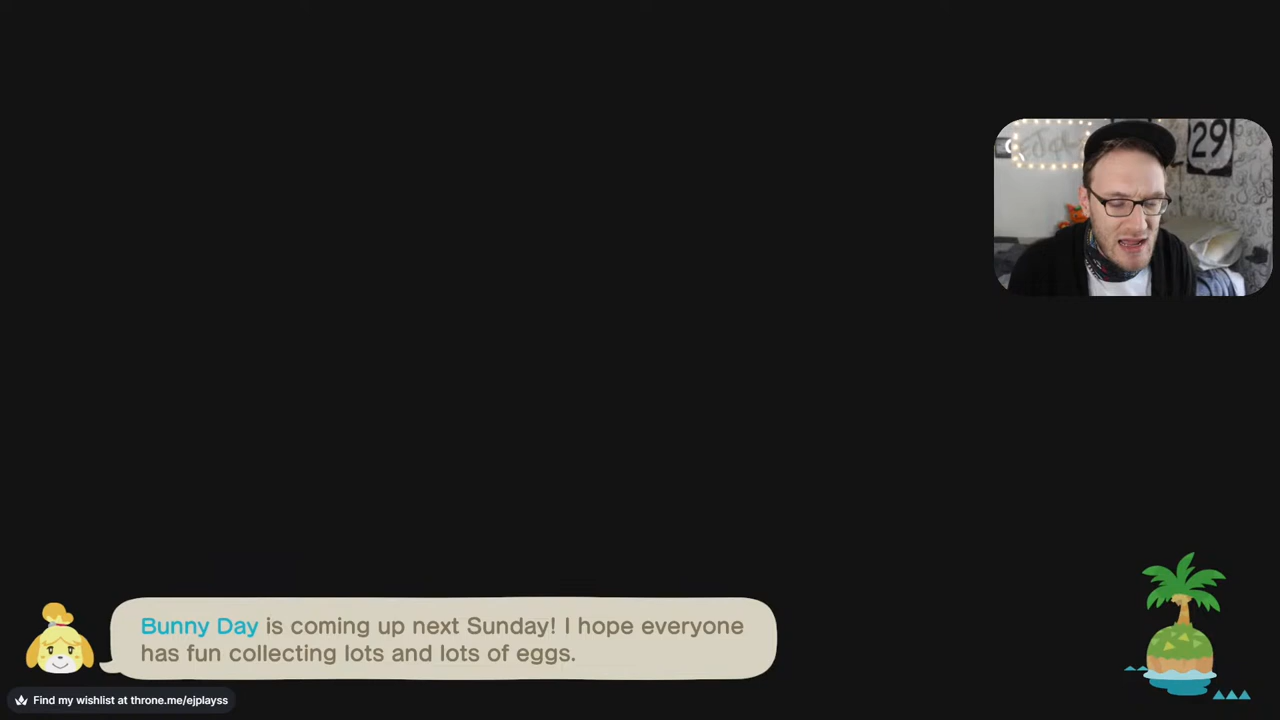 29
Bunny Day is coming up next Sunday! I hope everyone
has fun collecting lots and lots of eggs.
Find my wishlist at throne.me/ejplayss